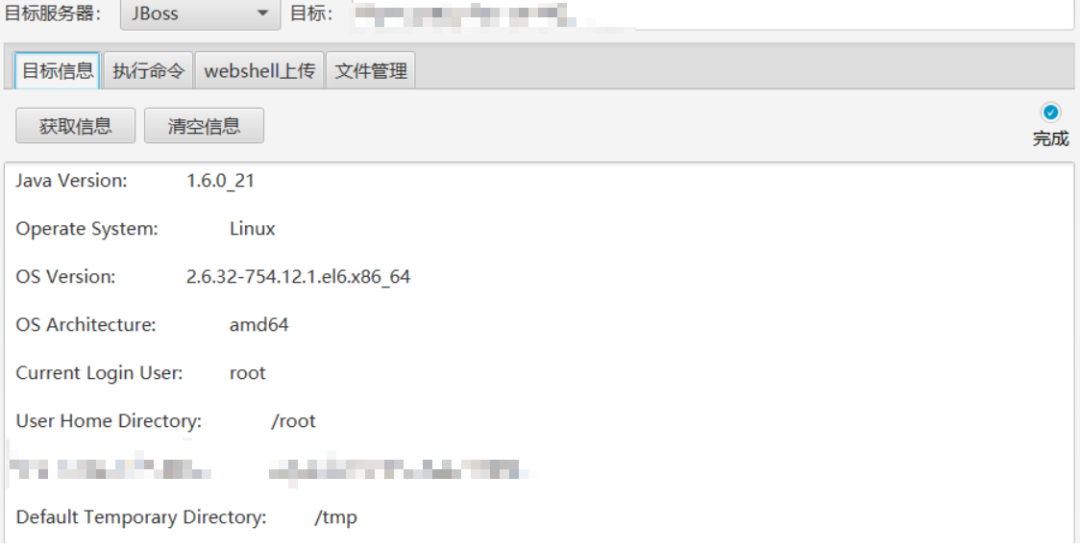 目标服务器： JBoss 目标：
目标信息 执行命令 webshell上传 文件管理
获取信息 清空信息 完成
Java Version: 1.6.0_21
Operate System: Linux
OS Version: 2.6.32-754.12.1.el6.x86_64
OS Architecture: amd64
Current Login User: root
User Home Directory: /root
Default Temporary Directory: /tmp